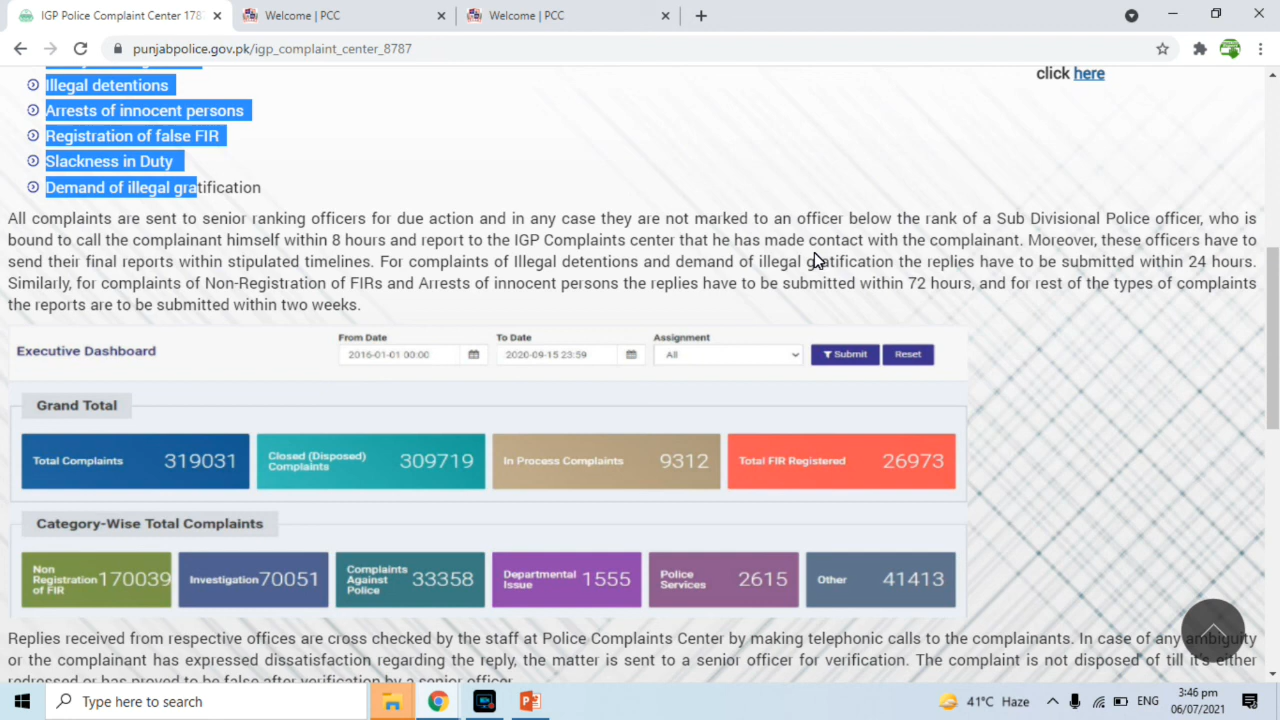 IGP Police Complaint Center 178
Welcome | PCC
Welcome | PCC
punjabpolice.gov.pk/igp_complaint_center_8787
click here
Illegal detentions
Arrests of innocent persons
Registration of false FIR
Slackness in Duty
Demand of illegal gratification
All complaints are sent to senior ranking officers for due action and in any case they are not marked to an officer below the rank of a Sub Divisional Police officer, who is
bound to call the complainant himself within 8 hours and report to the IGP Complaints center that he has made contact with the complainant. Moreover, these officers have to
send their final reports within stipulated timelines. For complaints of Illegal detentions and demand of illegal gratification the replies have to be submitted within 24 hours.
Similarly, for complaints of Non-Registration of FIRs and Arrests of innocent persons the replies have to be submitted within 72 hours, and for rest of the types of complaints
the reports are to be submitted within two weeks.
From Date To Date Assignment
Executive Dashboard 2016-01-01 00:00 2020-09-15 23:59 All Submit Reset
Grand Total
Total Complaints 319031
Closed (Disposed) Complaints 309719
In Process Complaints 9312
Total FIR Registered 26973
Category-Wise Total Complaints
Non Registration of FIR 170039
Investigation 70051
Complaints Against Police 33358
Departmental Issue 1555
Police Services 2615
Other 41413
Replies received from respective offices are cross checked by the staff at Police Complaints Center by making telephonic calls to the complainants. In case of any ambiguity
or the complainant has expressed dissatisfaction regarding the reply, the matter is sent to a senior officer for verification. The complaint is not disposed of till it's either
redressed or has proved to be false after verification by a senior officer
Type here to search
41°C Haze
ENG
3:46 pm
06/07/2021